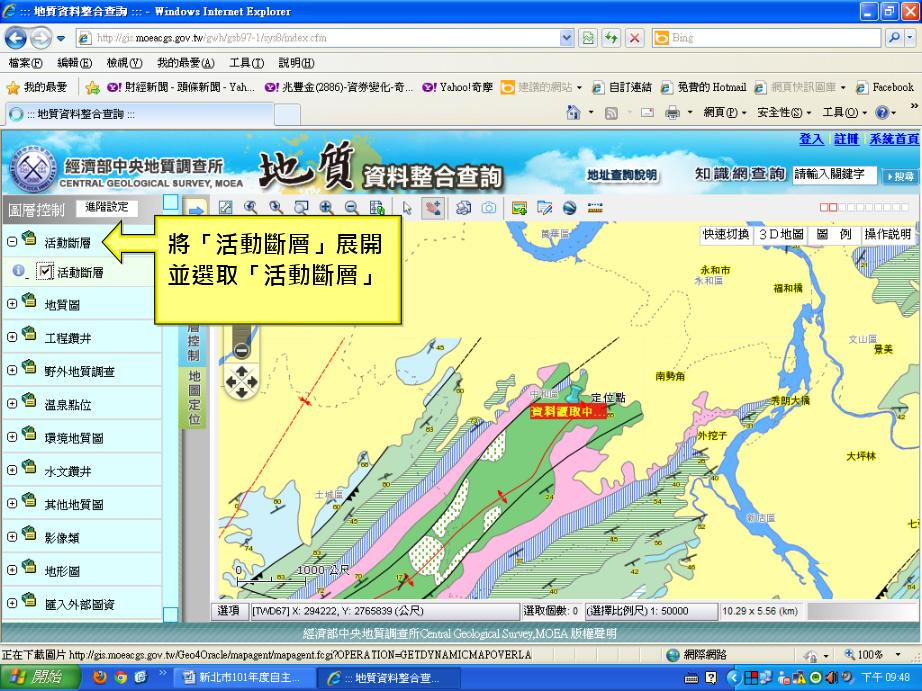 ::: 地質資料整合查詢 ::: - Windows Internet Explorer
http://gis.moeacgs.gov.tw/gwh/gsb97-1/sys8/index.cfm
Bing
檔案(F) 編輯(E) 檢視(V) 我的最愛(A) 工具(T) 說明(H)
我的最愛 財經新聞 - 頭條新聞 - Yah... 兆豐金(2886)-資券變化-奇... Yahoo!奇摩 建議的網站 自訂連結 免費的 Hotmail 網頁快訊圖庫 Facebook
::: 地質資料整合查詢 :::
網頁(P) 安全性(S) 工具(O)
登入 註冊 系統首頁
經濟部中央地質調查所
CENTRAL GEOLOGICAL SURVEY, MOEA
地質資料整合查詢
地址查詢說明
知識網查詢
請輸入關鍵字
搜尋
圖層控制
進階設定
快速切換 3D地圖 圖 例 操作說明
活動斷層
活動斷層
地質圖
工程鑽井
野外地質調查
溫泉點位
環境地質圖
水文鑽井
其他地質圖
影像類
地形圖
匯入外部圖資
將「活動斷層」展開
並選取「活動斷層」
層控制
地圖定位
萬華區
永和市
永和區
福和橋
文山區
景美
南勢角
中和區
定位點
資料讀取中...
秀朗大橋
外挖子
大坪林
土城區
新店區
七
0 1000 公尺
選項
[TWD67] X: 294222, Y: 2765839 (公尺)
選取個數: 0
(選擇比例尺) 1: 50000
10.29 x 5.56 (km)
經濟部中央地質調查所Central Geological Survey,MOEA 版權聲明
正在下載圖片 http://gis.moeacgs.gov.tw/Geo4Oracle/mapagent/mapagent.fcgi?OPERATION=GETDYNAMICMAPOVERLA
網際網路
100%
開始
新北市101年度自主...
::: 地質資料整合查...
下午 09:48